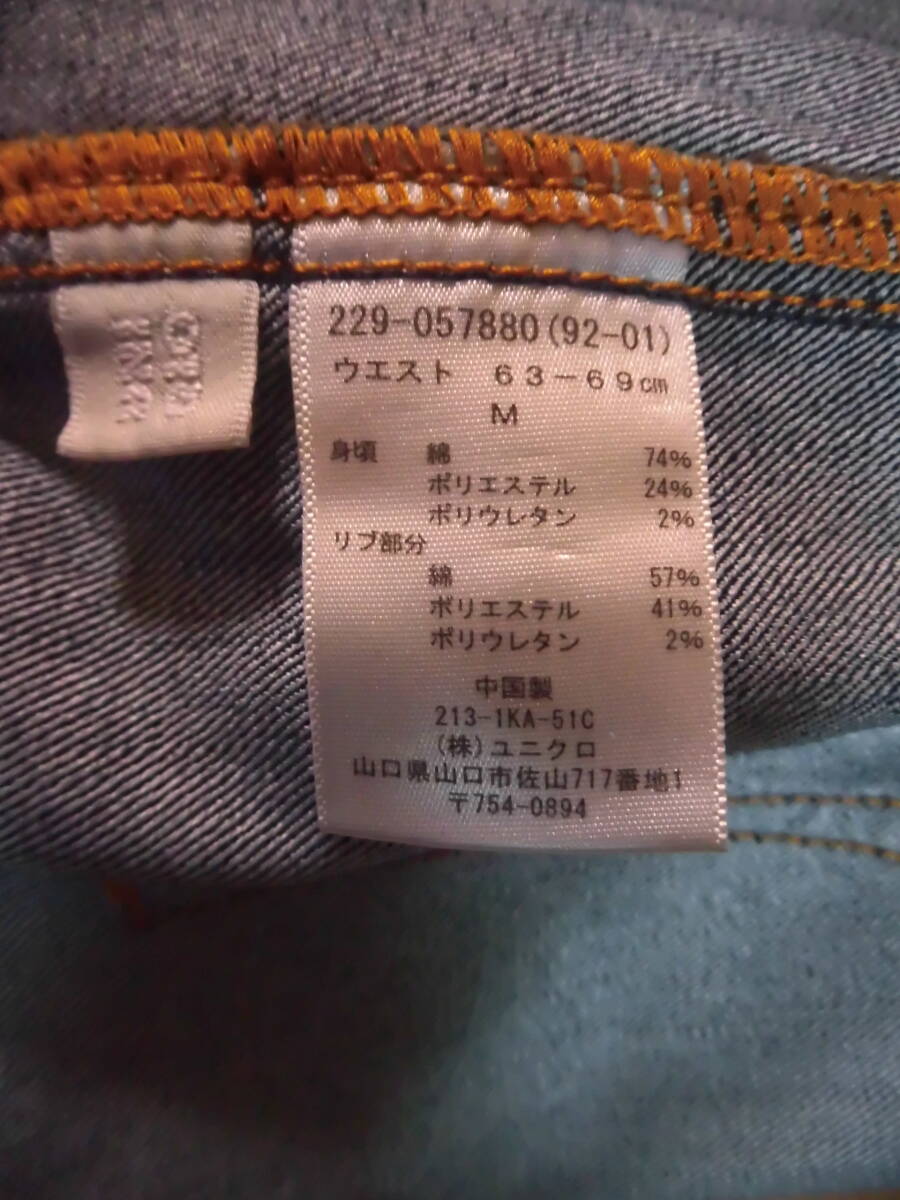 229-057880(92-01)
ウエスト 63-69cm
M
身頃 綿 74%
ポリエステル 24%
ポリウレタン 2%
リブ部分
綿 57%
ポリエステル 41%
ポリウレタン 2%
中国製
213-1KA-51C
(株)ユニクロ
山口県山口市佐山717番地1
〒754-0894